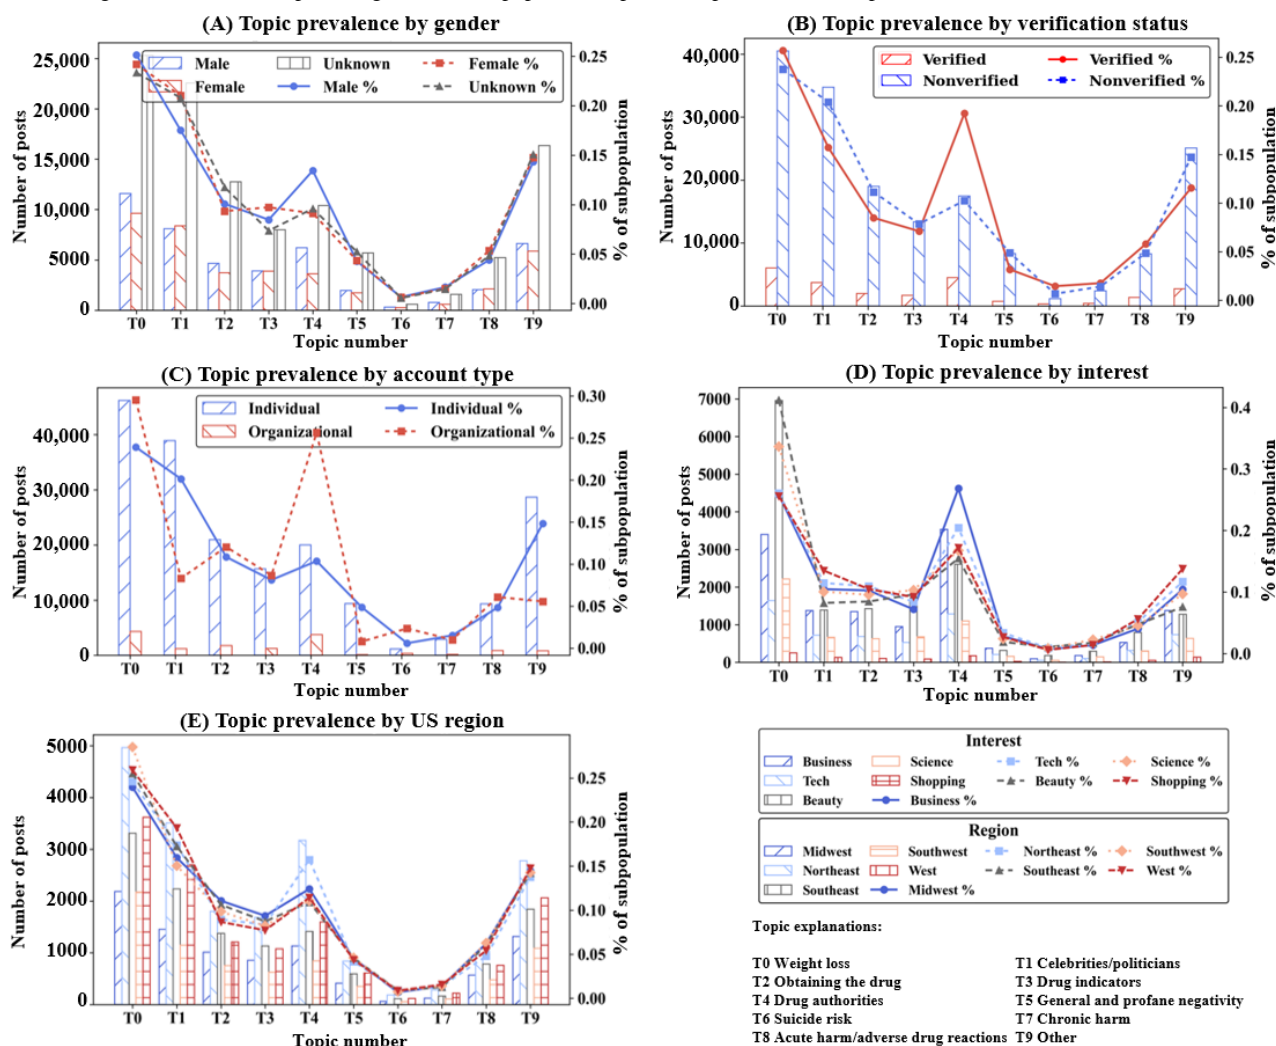 (A) Topic prevalence by gender
25,000
20,000
15,000
10,000
5000
0
Number of posts
Male
Female
Unknown
Male %
Female %
Unknown %
0.25
0.20
0.15
0.10
0.05
0.00
% of subpopulation
T0 T1 T2 T3 T4 T5 T6 T7 T8 T9
Topic number
(B) Topic prevalence by verification status
40,000
30,000
20,000
10,000
0
Number of posts
Verified
Nonverified
Verified %
Nonverified %
0.25
0.20
0.15
0.10
0.05
0.00
% of subpopulation
T0 T1 T2 T3 T4 T5 T6 T7 T8 T9
Topic number
(C) Topic prevalence by account type
40,000
30,000
20,000
10,000
0
Number of posts
Individual
Organizational
Individual %
Organizational %
0.30
0.25
0.20
0.15
0.10
0.05
0.00
% of subpopulation
T0 T1 T2 T3 T4 T5 T6 T7 T8 T9
Topic number
(D) Topic prevalence by interest
7000
6000
5000
4000
3000
2000
1000
0
Number of posts
0.4
0.3
0.2
0.1
0.0
% of subpopulation
T0 T1 T2 T3 T4 T5 T6 T7 T8 T9
Topic number
(E) Topic prevalence by US region
5000
4000
3000
2000
1000
0
Number of posts
0.25
0.20
0.15
0.10
0.05
0.00
% of subpopulation
T0 T1 T2 T3 T4 T5 T6 T7 T8 T9
Topic number
Interest
Business Science Tech % Science %
Tech Shopping Beauty % Shopping %
Beauty Business %
Region
Midwest Southwest Northeast % Southwest %
Northeast West Southeast % West %
Southeast Midwest %
Topic explanations:
T0 Weight loss T1 Celebrities/politicians
T2 Obtaining the drug T3 Drug indicators
T4 Drug authorities T5 General and profane negativity
T6 Suicide risk T7 Chronic harm
T8 Acute harm/adverse drug reactions T9 Other